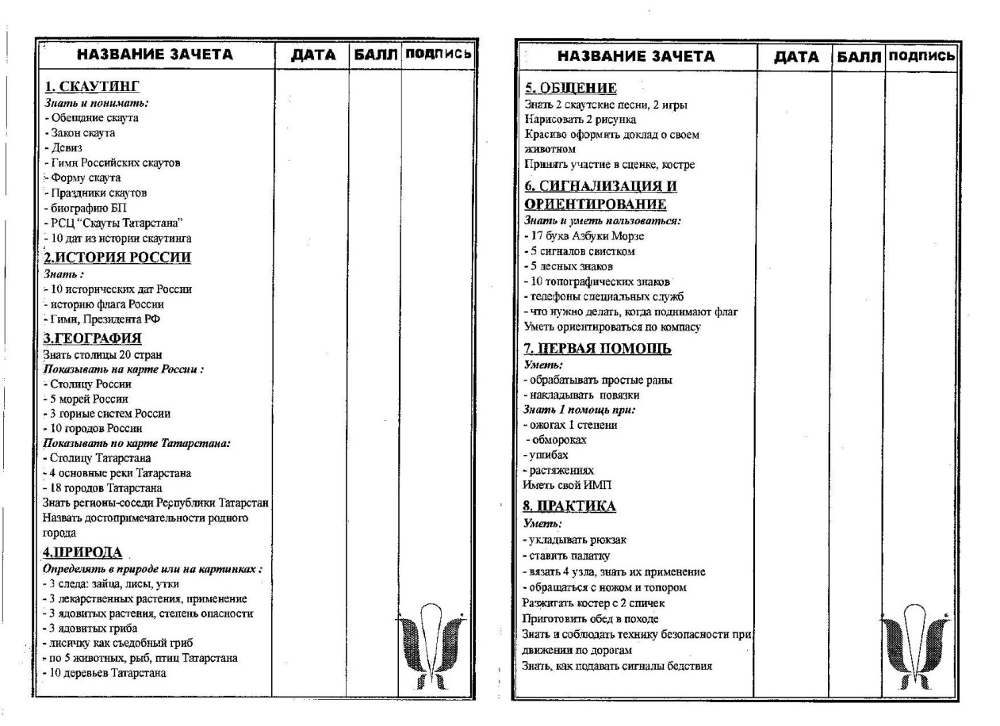 НАЗВАНИЕ ЗАЧЕТА ДАТА БАЛЛ ПОДПИСЬ
1. СКАУТИНГ
Знать и понимать:
- Обещание скаута
- Закон скаута
- Девиз
- Гимн Российских скаутов
- Форму скаута
- Праздники скаутов
- биографию БП
- РСЦ “Скауты Татарстана”
- 10 дат из истории скаутинга
2.ИСТОРИЯ РОССИИ
Знать :
- 10 исторических дат России
- историю флага России
- Гимн, Президента РФ
3.ГЕОГРАФИЯ
Знать столицы 20 стран
Показывать на карте России :
- Столицу России
- 5 морей России
- 3 горные систем России
- 10 городов России
Показывать по карте Татарстана:
- Столицу Татарстана
- 4 основные реки Татарстана
- 18 городов Татарстана
Знать регионы-соседи Республики Татарстан
Назвать достопримечательности родного
города
4.ПРИРОДА
Определять в природе или на картинках :
- 3 следа: зайца, лисы, утки
- 3 лекарственных растения, применение
- 3 ядовитых растения, степень опасности
- 3 ядовитых гриба
- лисичку как съедобный гриб
- по 5 животных, рыб, птиц Татарстана
- 10 деревьев Татарстана
НАЗВАНИЕ ЗАЧЕТА ДАТА БАЛЛ ПОДПИСЬ
5. ОБЩЕНИЕ
Знать 2 скаутские песни, 2 игры
Нарисовать 2 рисунка
Красиво оформить доклад о своем
животном
Принять участие в сценке, костре
6. СИГНАЛИЗАЦИЯ И
ОРИЕНТИРОВАНИЕ
Знать и уметь пользоваться:
- 17 букв Азбуки Морзе
- 5 сигналов свистком
- 5 лесных знаков
- 10 топографических знаков
- телефоны специальных служб
- что нужно делать, когда поднимают флаг
Уметь ориентироваться по компасу
7. ПЕРВАЯ ПОМОЩЬ
Уметь:
- обрабатывать простые раны
- накладывать повязки
Знать 1 помощь при:
- ожогах 1 степени
- обмороках
- ушибах
- растяжениях
Иметь свой ИМП
8. ПРАКТИКА
Уметь:
- укладывать рюкзак
- ставить палатку
- вязать 4 узла, знать их применение
- обращаться с ножом и топором
Разжигать костер с 2 спичек
Приготовить обед в походе
Знать и соблюдать технику безопасности при
движении по дорогам
Знать, как подавать сигналы бедствия